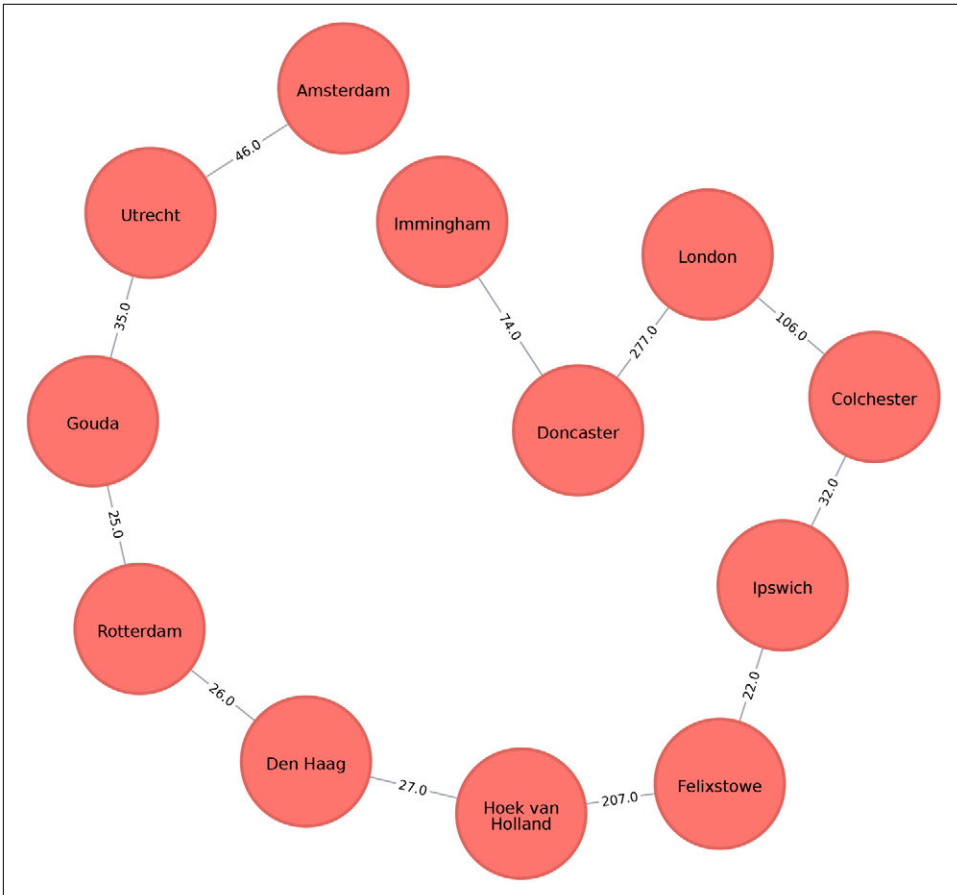 Amsterdam
46.0
Utrecht
Immingham
London
35.0
74.0
277.0
106.0
Gouda
Doncaster
Colchester
25.0
32.0
Rotterdam
Ipswich
26.0
22.0
Den Haag
27.0
Hoek van
Holland
207.0
Felixstowe